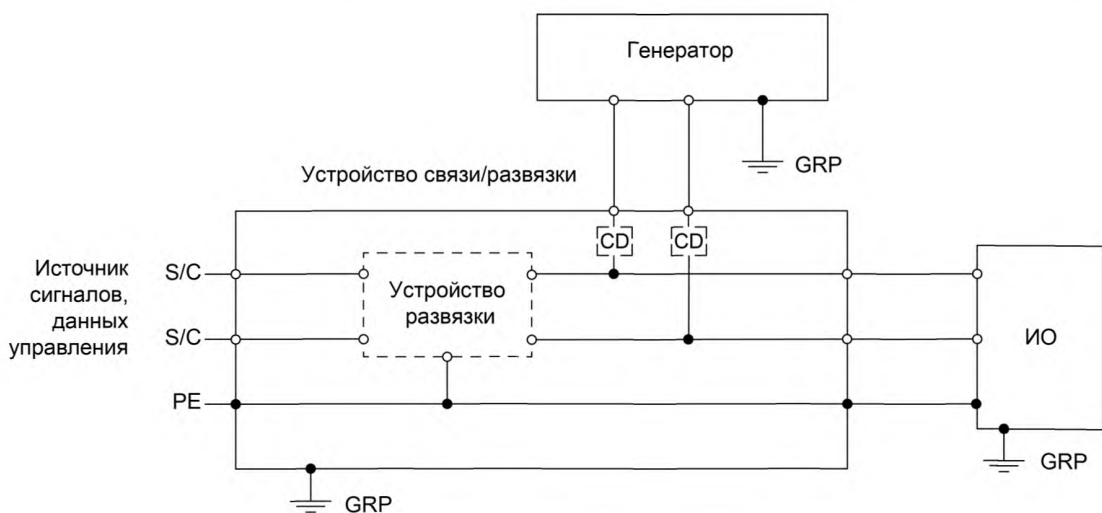 Генератор
GRP
Устройство связи/развязки
CD
CD
Источник
сигналов,
данных
управления
S/C
S/C
PE
Устройство
развязки
ИО
GRP
GRP